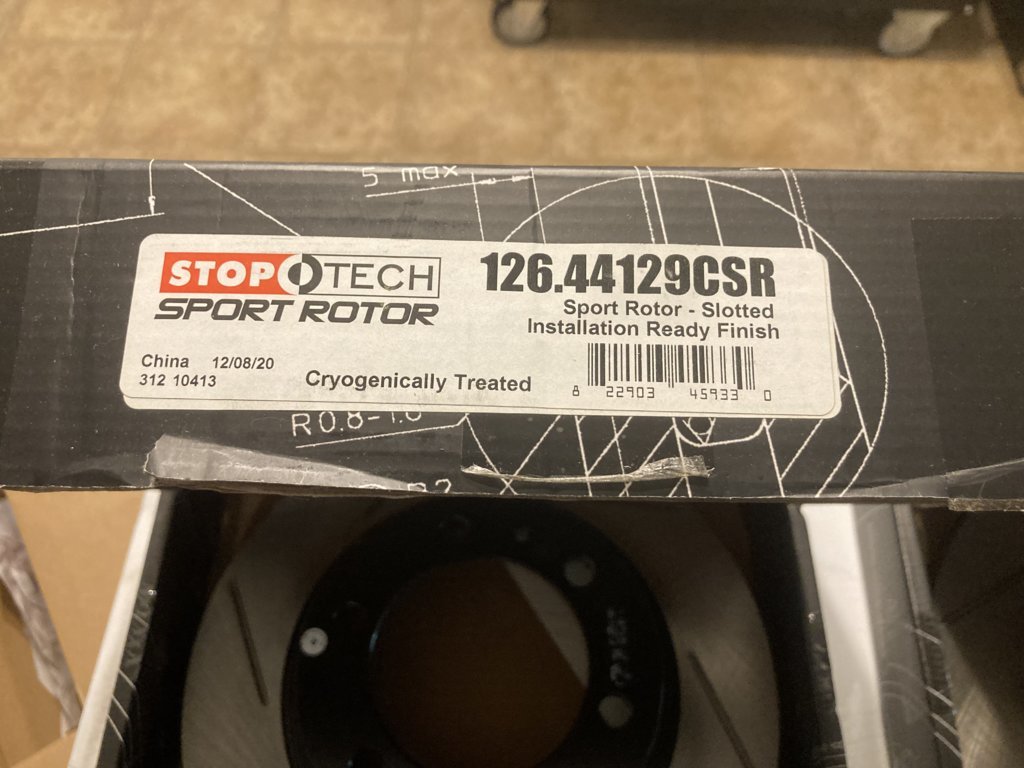 5 max
STOPTECH
SPORT ROTOR
126.44129CSR
Sport Rotor - Slotted
Installation Ready Finish
China 12/08/20
312 10413
Cryogenically Treated
8 22903 45933 0
R0.8-1.0